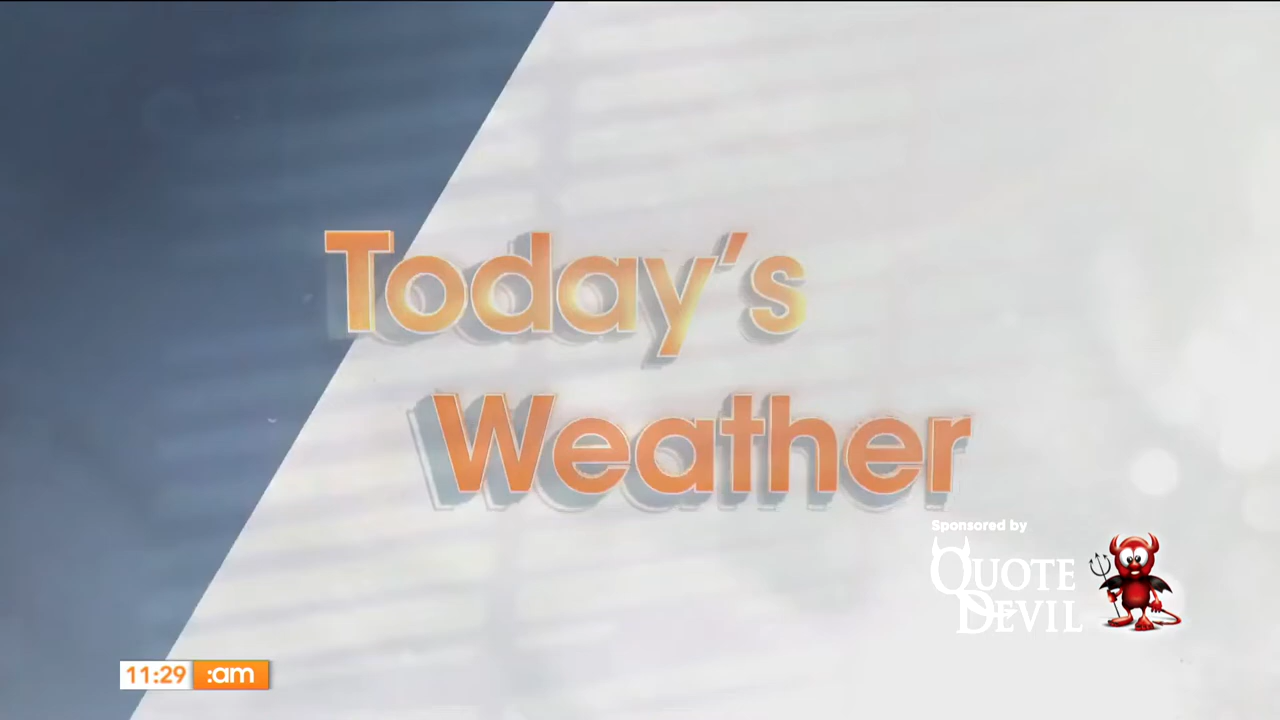 Today's
Weather
Sponsored by
QUOTE
DEVIL
11:29 :am